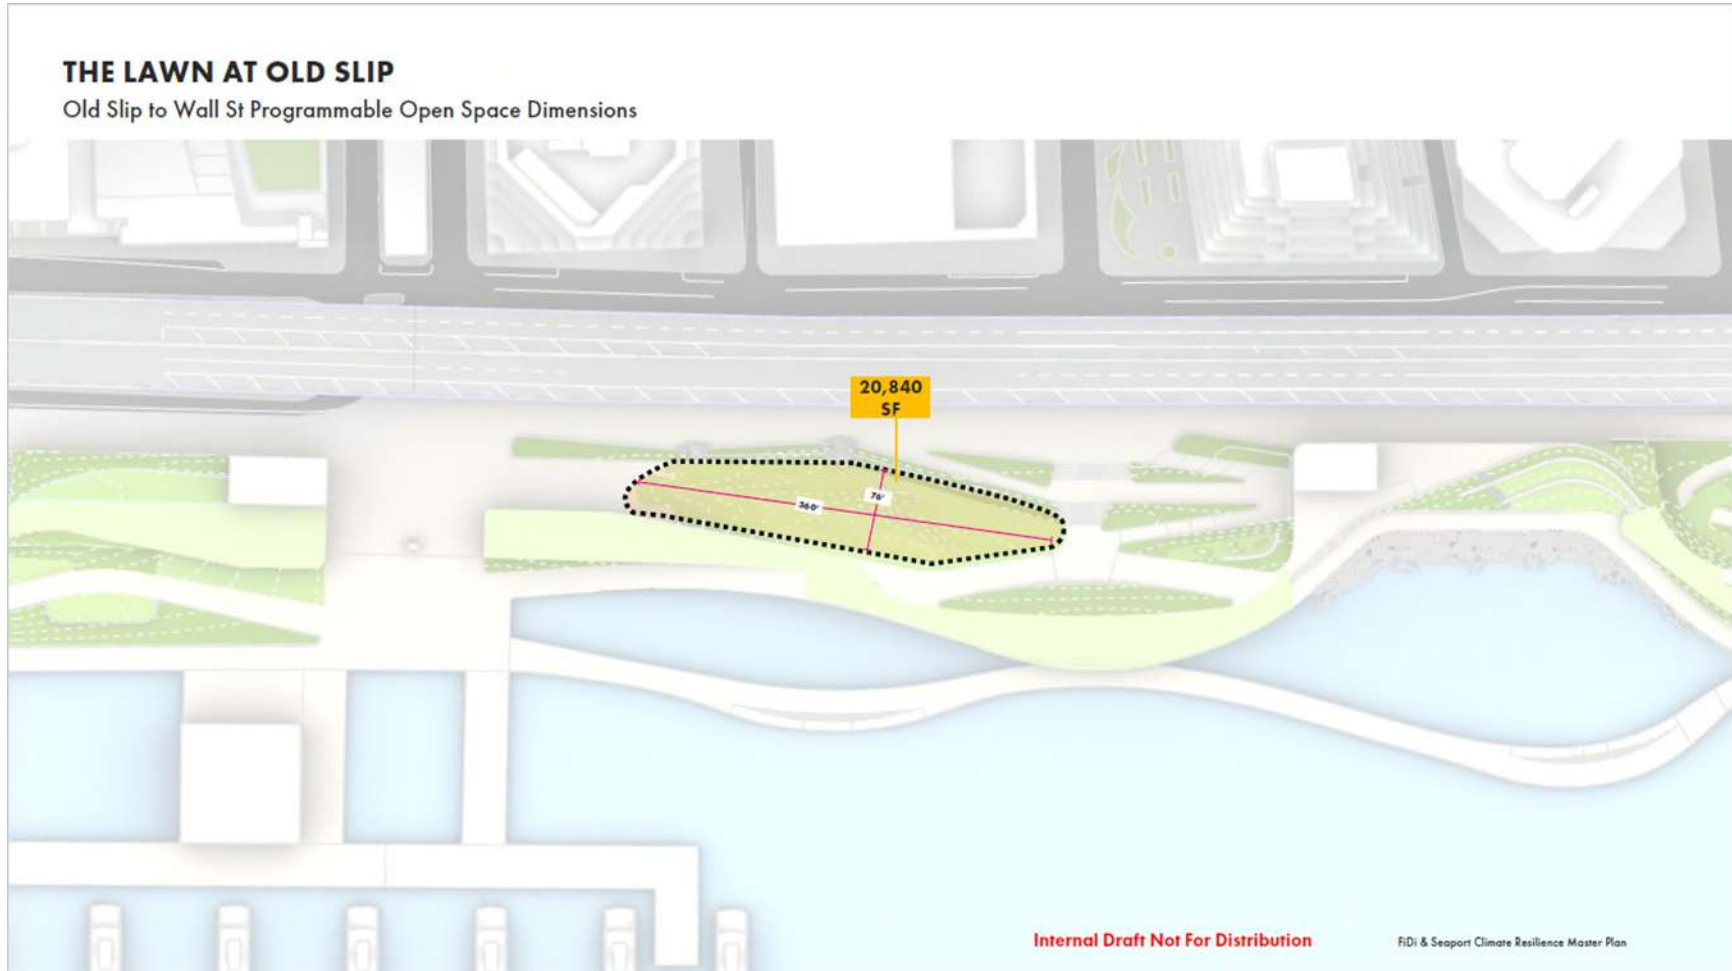 THE LAWN AT OLD SLIP
Old Slip to Wall St Programmable Open Space Dimensions
20,840
SF
76'
360'
Internal Draft Not For Distribution
FiDi & Seaport Climate Resilience Master Plan